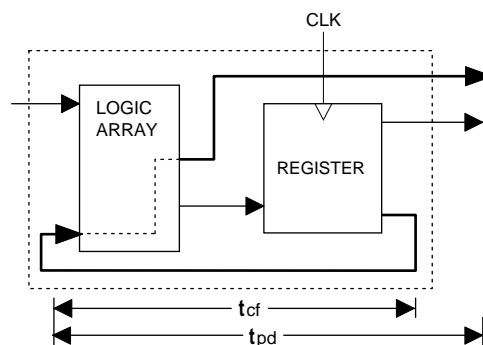 CLK
LOGIC
ARRAY
REGISTER
tcf
tpd